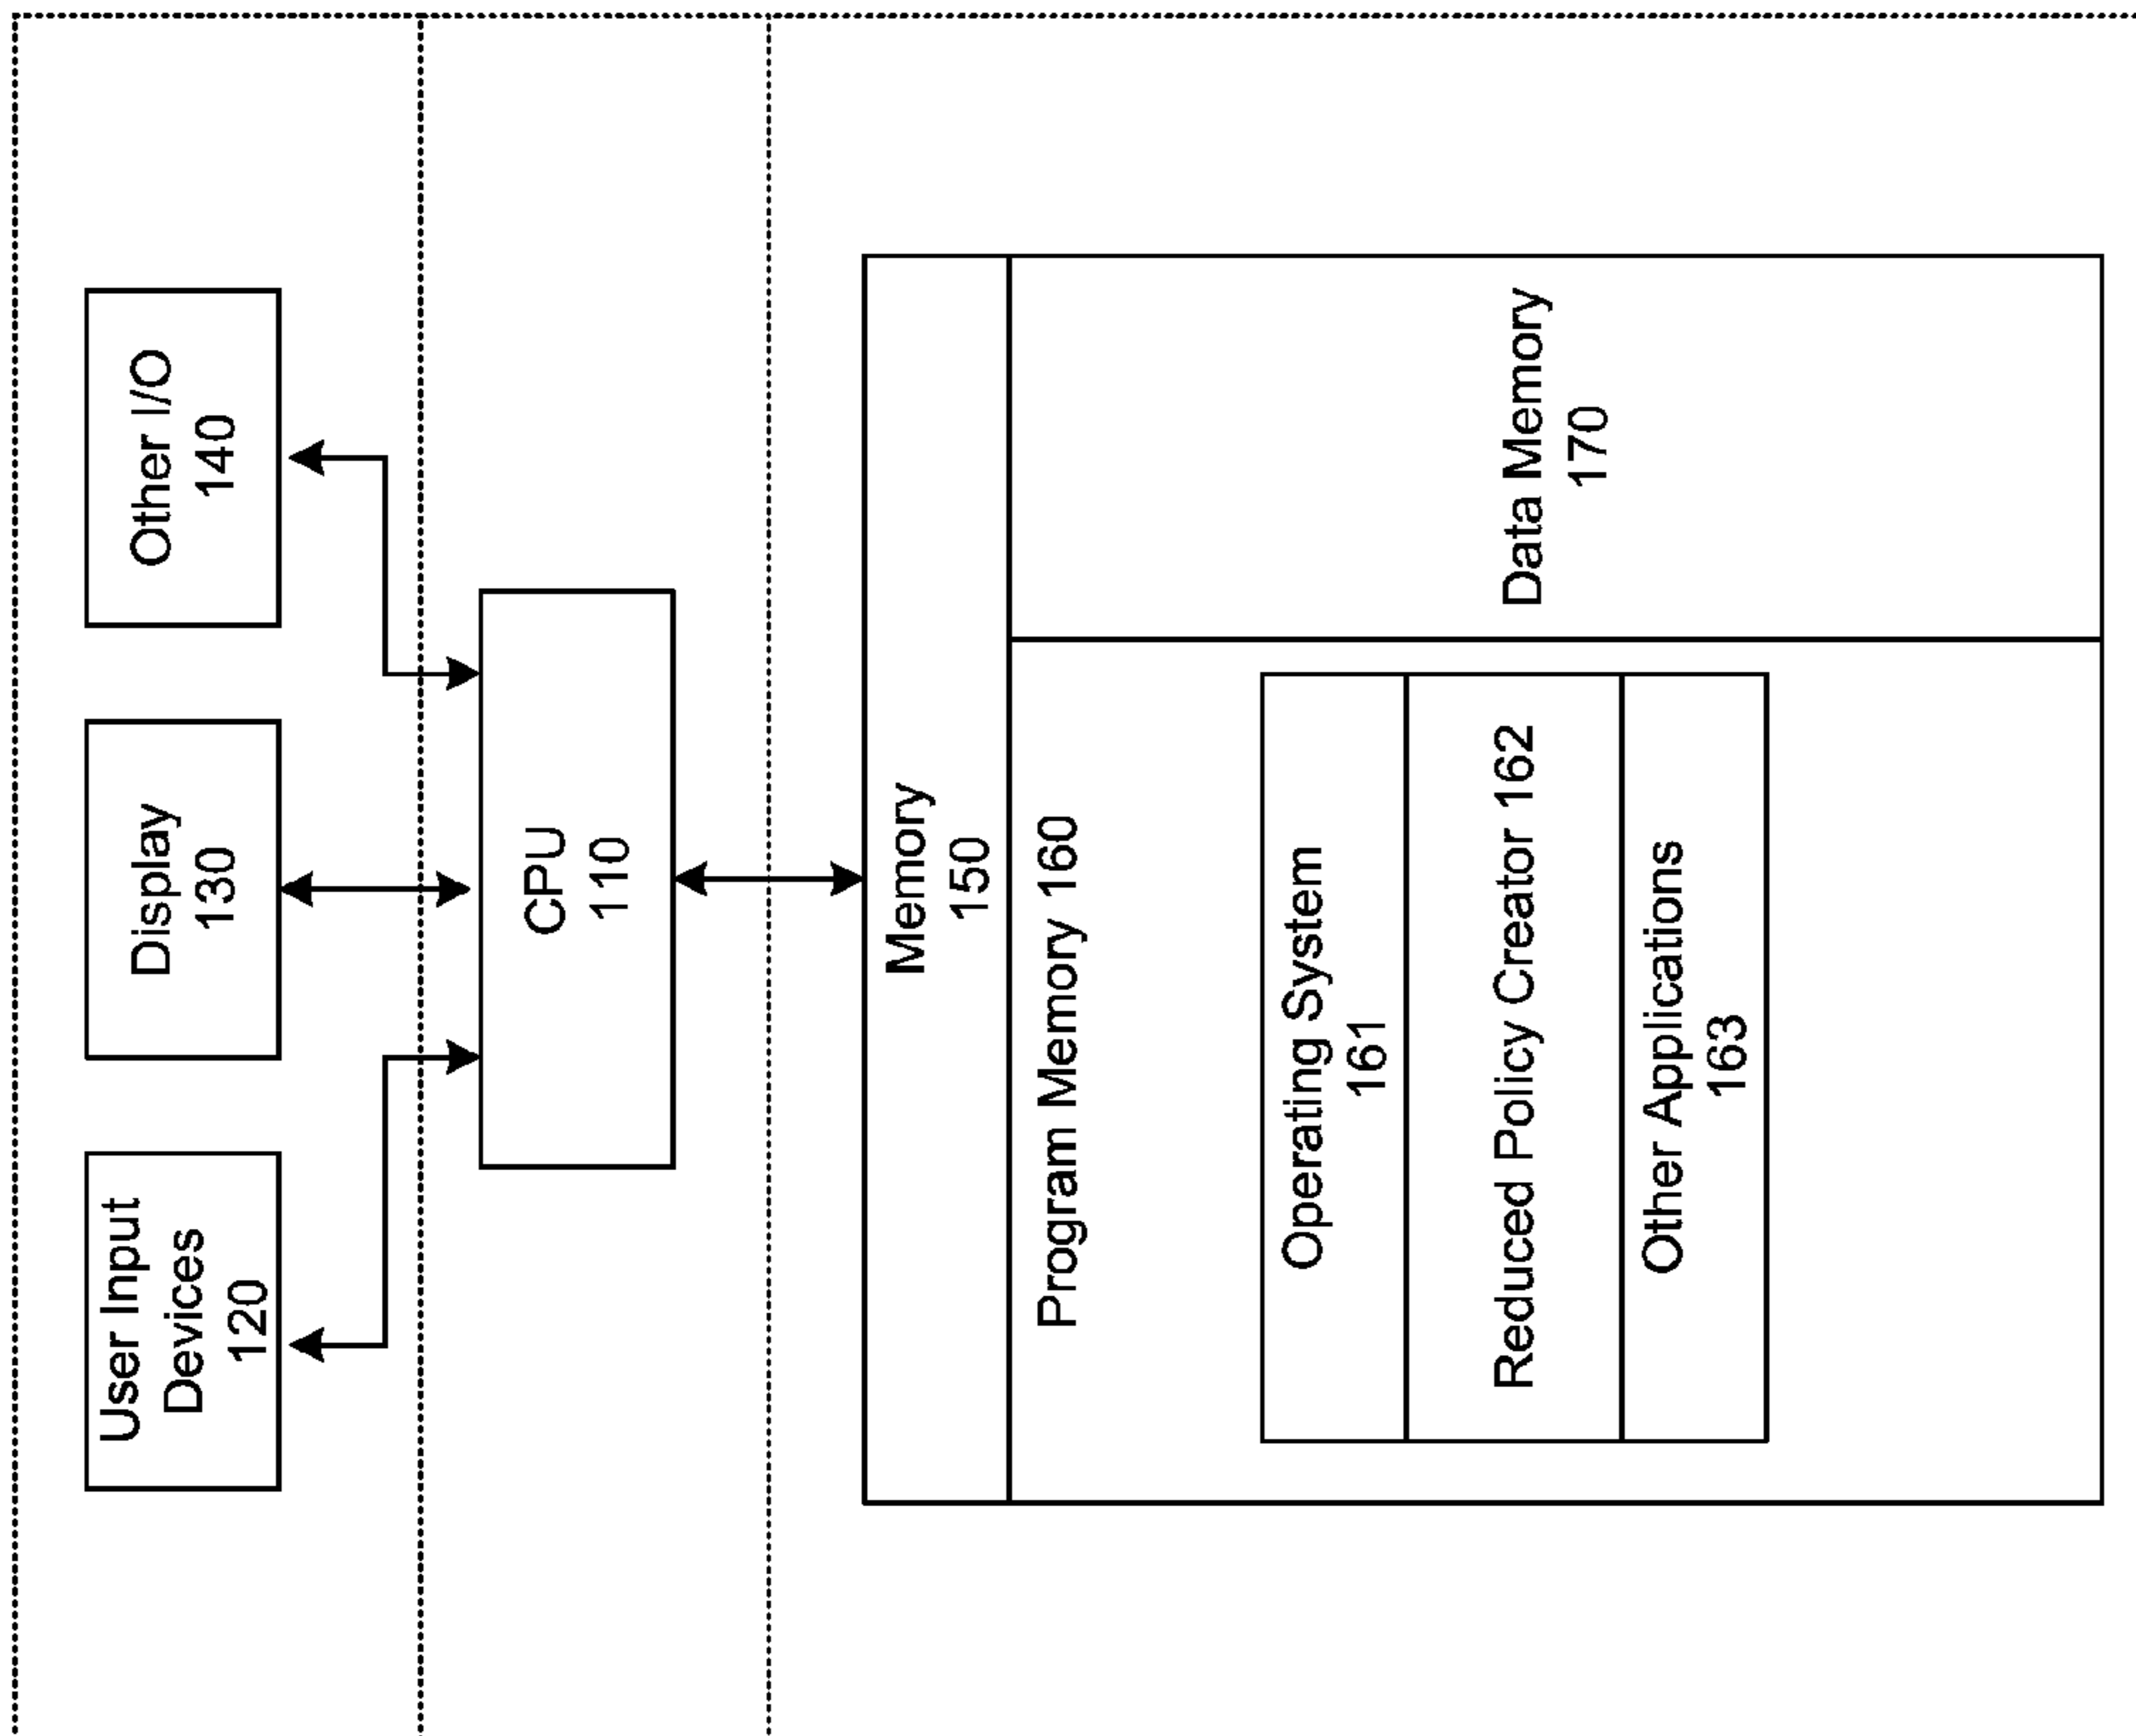 User Input
Devices
120
Display
130
Other I/O
140
CPU
110
Memory
150
Program Memory 160
Operating System
161
Reduced Policy Creator 162
Other Applications
163
Data Memory
170